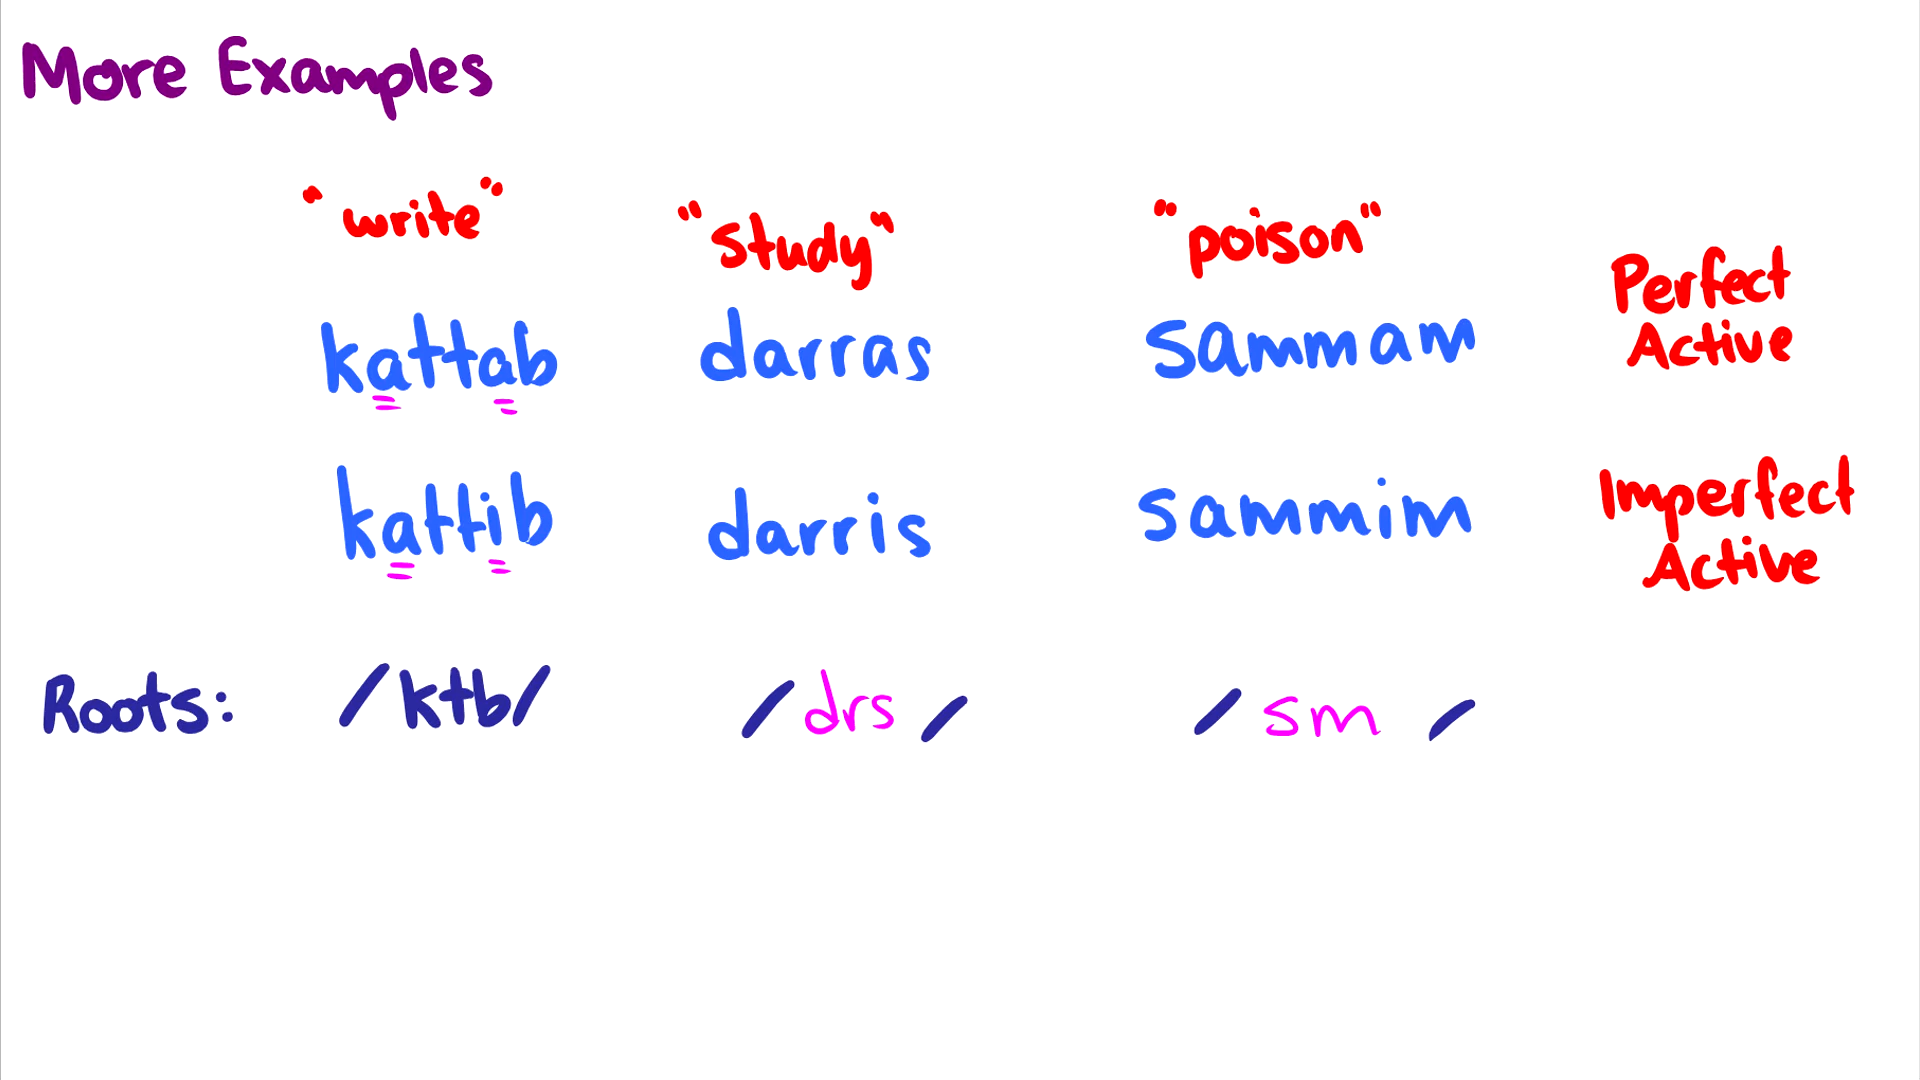 More Examples
"write" "study" "poison"
kattab darras sammam Perfect Active
kattib darris sammim Imperfect Active
Roots: /ktb/ /drs/ /sm/